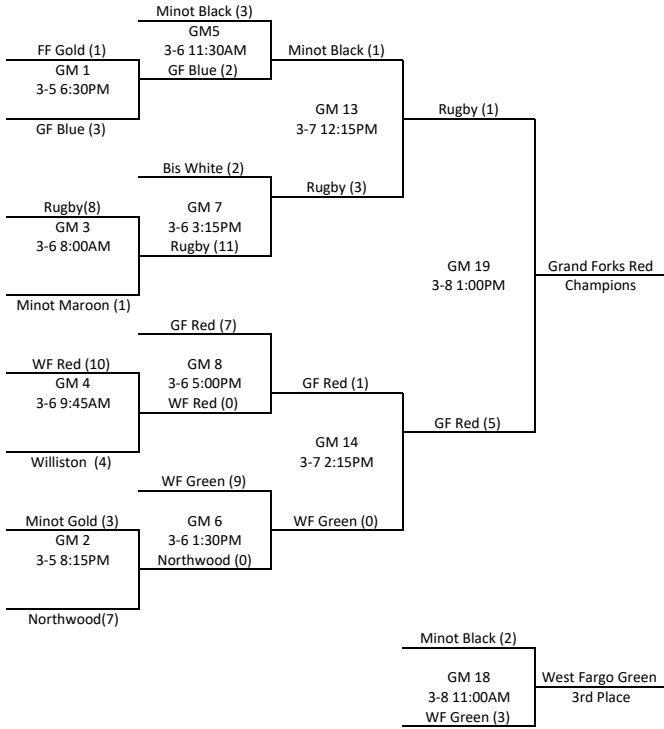 Minot Black (3)
GM5
3-6 11:30AM
GF Blue (2)
FF Gold (1)
GM 1
3-5 6:30PM
GF Blue (3)
Minot Black (1)
GM 13
3-7 12:15PM
Rugby (3)
Rugby (1)
Bis White (2)
GM 7
3-6 3:15PM
Rugby (11)
Rugby(8)
GM 3
3-6 8:00AM
Minot Maroon (1)
GM 19
3-8 1:00PM
Grand Forks Red
Champions
GF Red (7)
GM 8
3-6 5:00PM
WF Red (0)
WF Red (10)
GM 4
3-6 9:45AM
Williston  (4)
GF Red (1)
GM 14
3-7 2:15PM
WF Green (0)
GF Red (5)
WF Green (9)
GM 6
3-6 1:30PM
Northwood (0)
Minot Gold (3)
GM 2
3-5 8:15PM
Northwood(7)
Minot Black (2)
GM 18
3-8 11:00AM
WF Green (3)
West Fargo Green
3rd Place